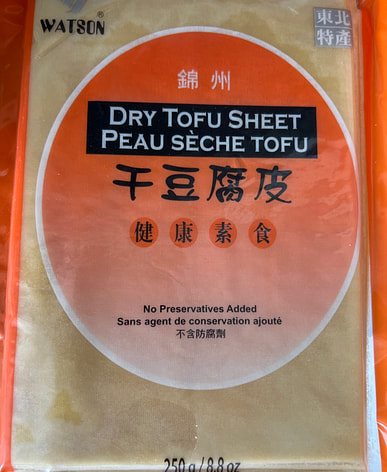 WATSON®
東北
特產
錦州
DRY TOFU SHEET
PEAU SÈCHE TOFU
干豆腐皮
健康素食
No Preservatives Added
Sans agent de conservation ajouté
不含防腐劑
250 g / 8.8 oz